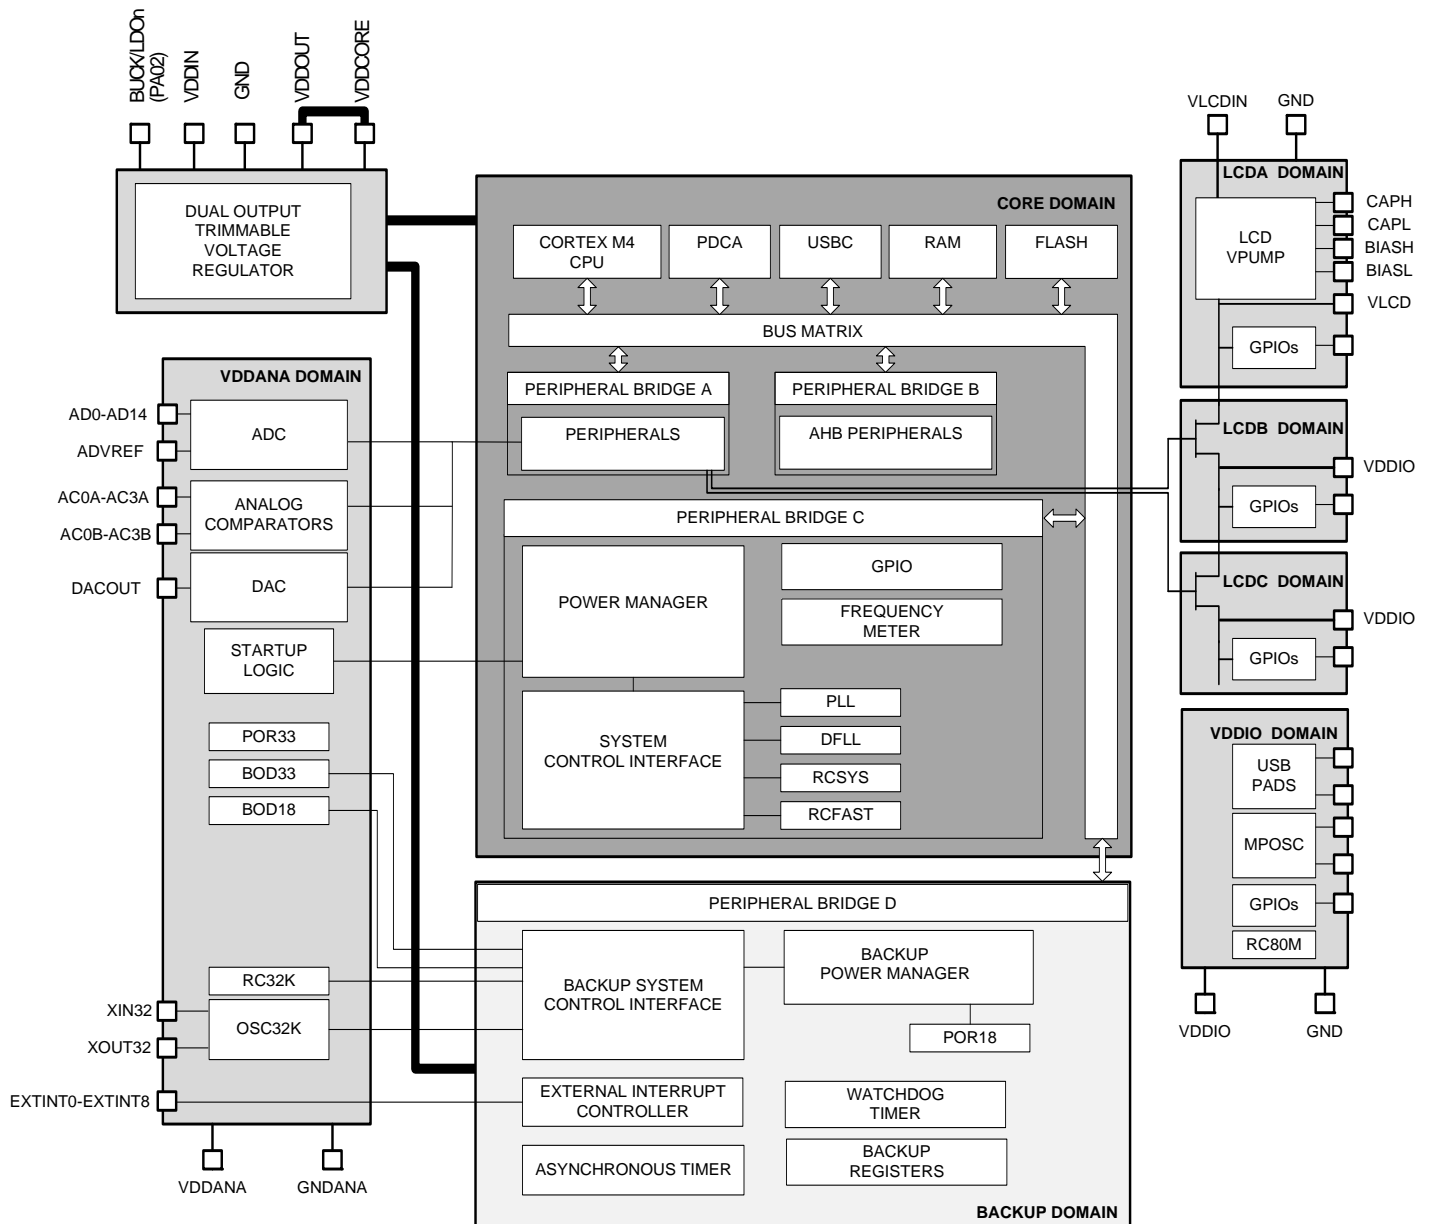 BUCK/LDOn
(PA02)
VDDIN
GND
VDDOUT
VDDCORE
DUAL OUTPUT
TRIMMABLE
VOLTAGE
REGULATOR
CORE DOMAIN
CORTEX M4
CPU
PDCA
USBC
RAM
FLASH
BUS MATRIX
PERIPHERAL BRIDGE A
PERIPHERALS
PERIPHERAL BRIDGE B
AHB PERIPHERALS
PERIPHERAL BRIDGE C
POWER MANAGER
GPIO
FREQUENCY
METER
SYSTEM
CONTROL INTERFACE
PLL
DFLL
RCSYS
RCFAST
VLCDIN
GND
LCDA DOMAIN
LCD
VPUMP
CAPH
CAPL
BIASH
BIASL
VLCD
GPIOs
LCDB DOMAIN
VDDIO
GPIOs
LCDC DOMAIN
VDDIO
GPIOs
VDDIO DOMAIN
USB
PADS
MPOSC
GPIOs
RC80M
VDDIO
GND
VDDANA DOMAIN
AD0-AD14
ADVREF
ADC
AC0A-AC3A
AC0B-AC3B
ANALOG
COMPARATORS
DACOUT
DAC
STARTUP
LOGIC
POR33
BOD33
BOD18
RC32K
XIN32
XOUT32
OSC32K
EXTINT0-EXTINT8
VDDANA
GNDANA
PERIPHERAL BRIDGE D
BACKUP SYSTEM
CONTROL INTERFACE
BACKUP
POWER MANAGER
POR18
EXTERNAL INTERRUPT
CONTROLLER
WATCHDOG
TIMER
ASYNCHRONOUS TIMER
BACKUP
REGISTERS
BACKUP DOMAIN